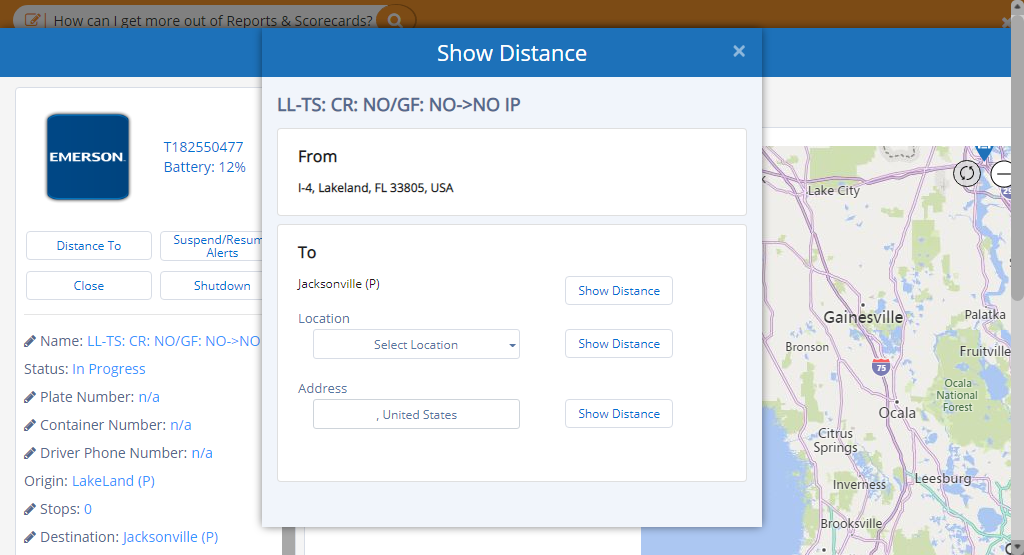 How can I get more out of Reports & Scorecards?
Show Distance
×
LL-TS: CR: NO/GF: NO->NO IP
From
I-4, Lakeland, FL 33805, USA
To
Jacksonville (P)
Show Distance
Location
Select Location
Show Distance
Address
, United States
Show Distance
EMERSON.
T182550477
Battery: 12%
Distance To
Suspend/Resum
Alerts
Close
Shutdown
Name: LL-TS: CR: NO/GF: NO->NO
Status: In Progress
Plate Number: n/a
Container Number: n/a
Driver Phone Number: n/a
Origin: LakeLand (P)
Stops: 0
Destination: Jacksonville (P)
Lake City
Gainesville
Palatka
Bronson
Fruitville
75
Ocala
National
Forest
Ocala
Citrus
Springs
Inverness
Leesburg
Brooksville